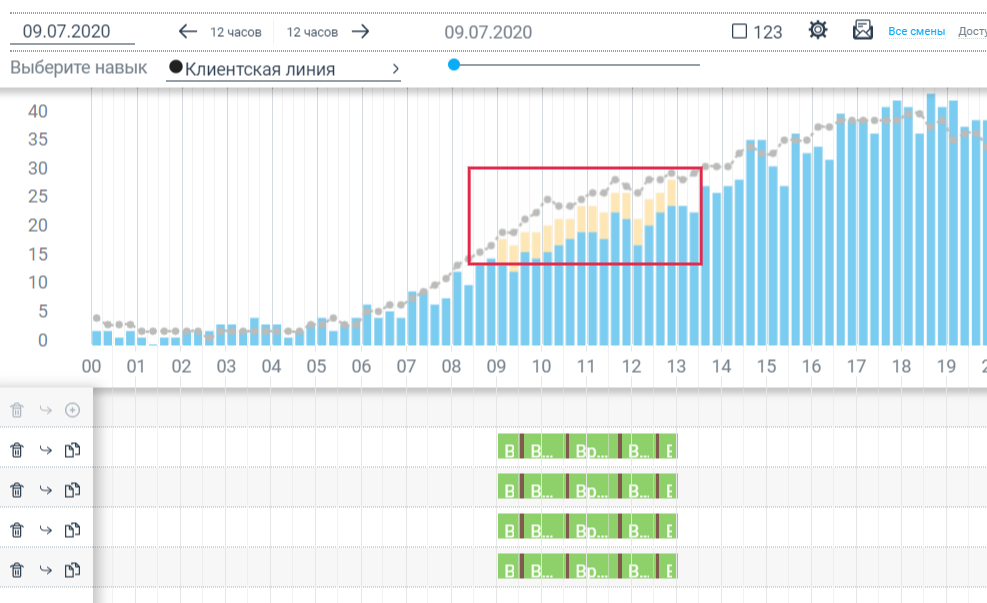 09.07.2020 12 часов 12 часов 09.07.2020 123 Все смены Досту
Выберите навык Клиентская линия
40
35
30
25
20
15
10
5
0
00 01 02 03 04 05 06 07 08 09 10 11 12 13 14 15 16 17 18 19 2
В В... Вр... В... В
В В... Вр... В... В
В В... Вр... В... В
В В... Вр... В... В